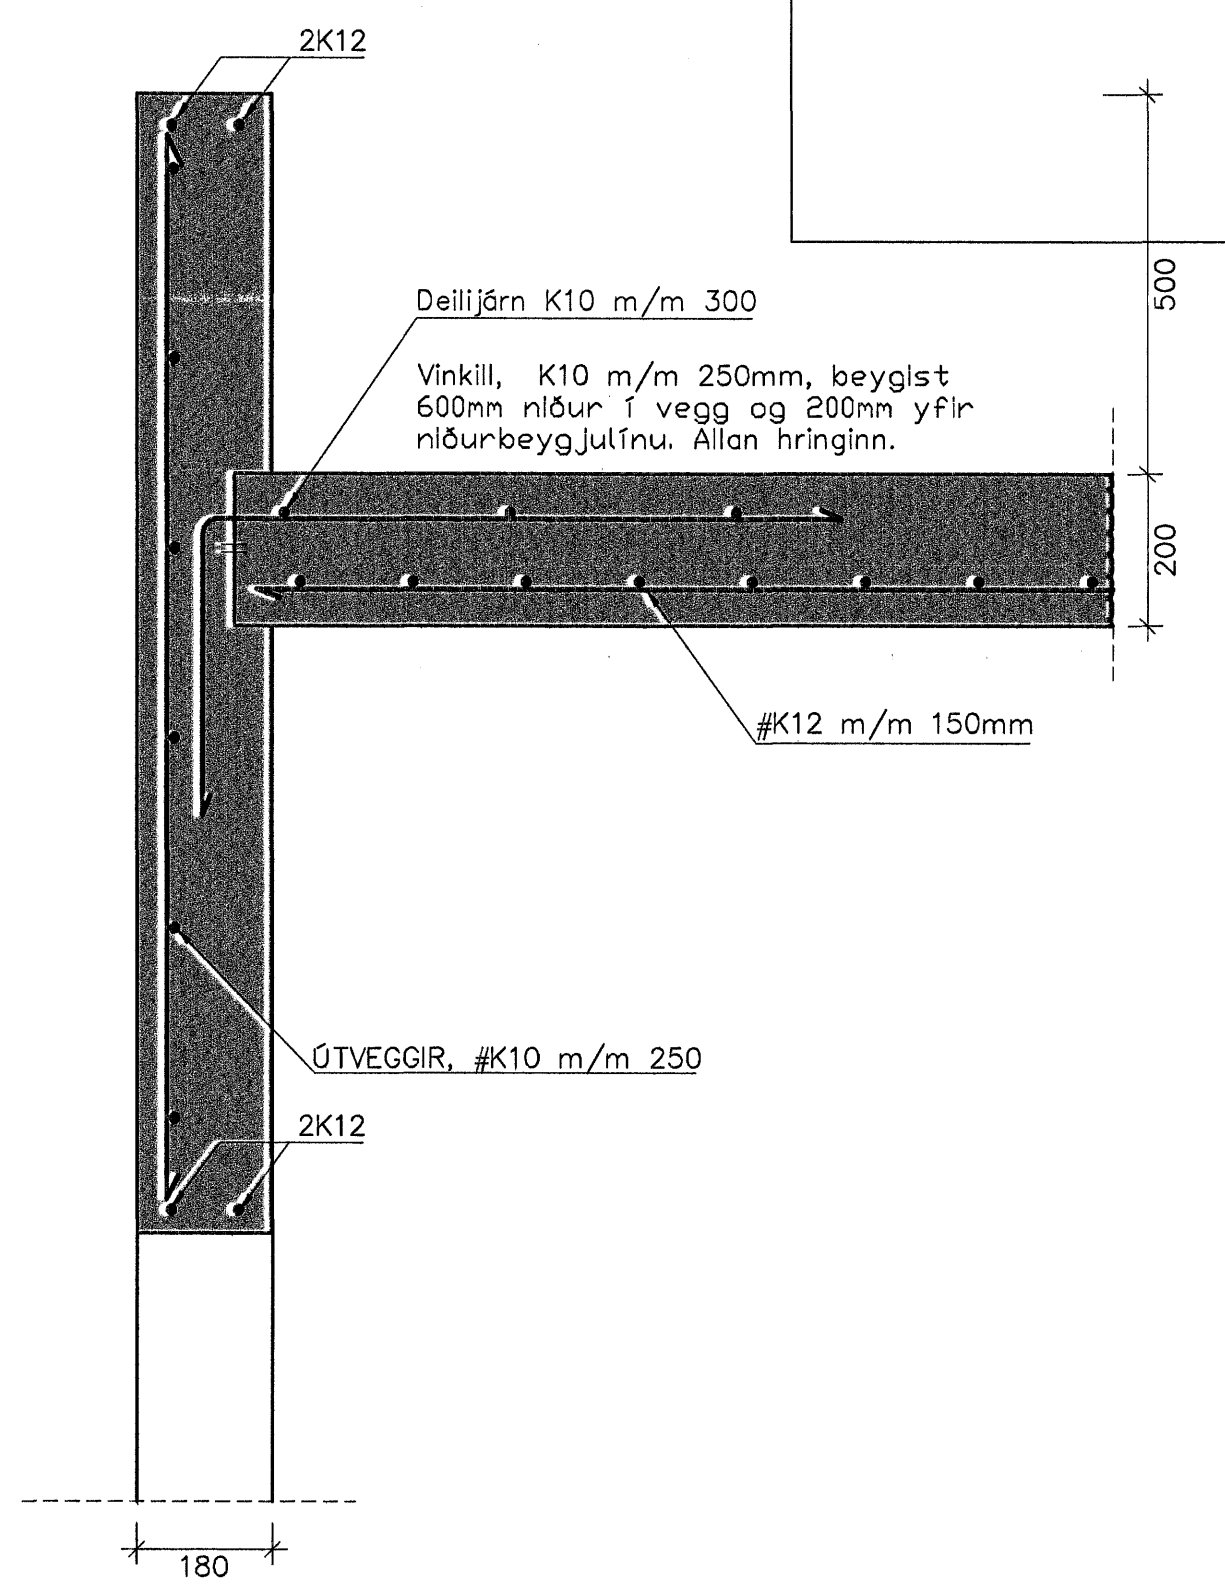 2K12
500
Deilijárn K10 m/m 300
Vinkill, K10 m/m 250mm, beygist
600mm niður í vegg og 200mm yfir
niðurbeygjulínu. Allan hringinn.
200
#K12 m/m 150mm
ÚTVEGGIR, #K10 m/m 250
2K12
180